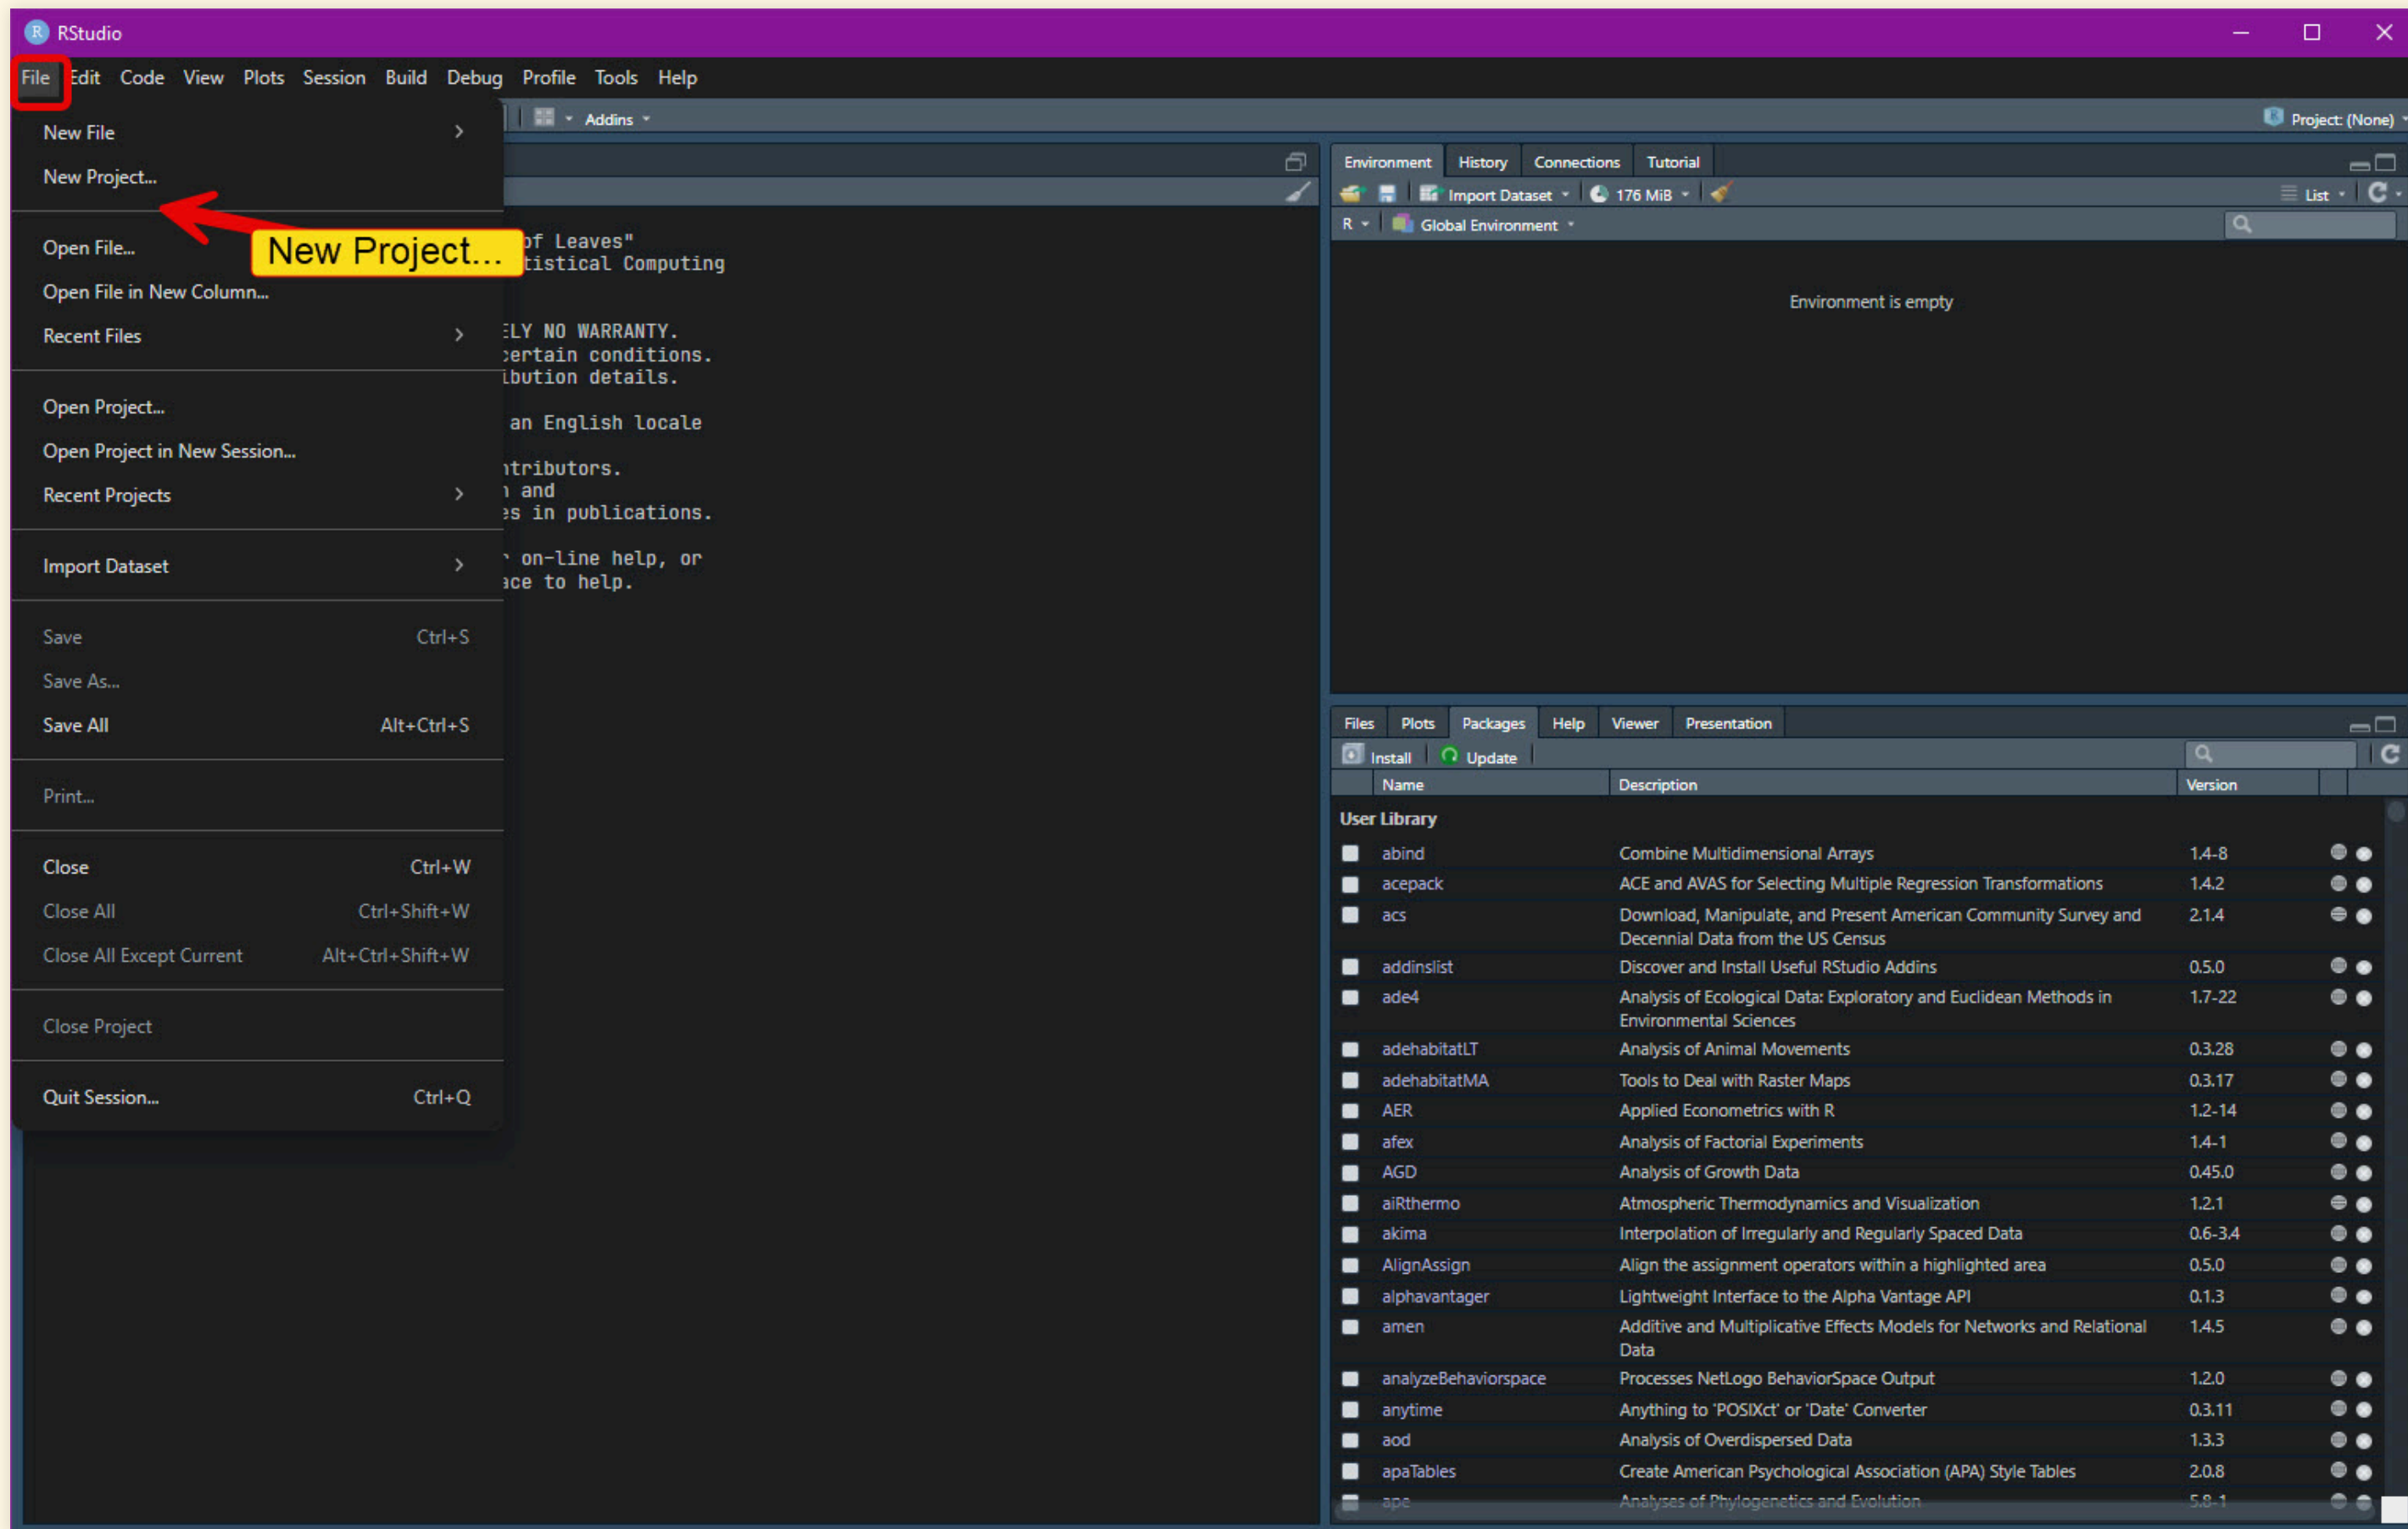 RStudio
File Edit Code View Plots Session Build Debug Profile Tools Help
Addins
Project: (None)
New File
New Project...
New Project...
Open File...
Open File in New Column...
Recent Files
Open Project...
Open Project in New Session...
Recent Projects
Import Dataset
Save Ctrl+S
Save As...
Save All Alt+Ctrl+S
Print...
Close Ctrl+W
Close All Ctrl+Shift+W
Close All Except Current Alt+Ctrl+Shift+W
Close Project
Quit Session... Ctrl+Q
of Leaves"
Computing
NO WARRANTY.
certain conditions.
details.
an English locale
and
in publications.
on-line help, or
to help.
Environment History Connections Tutorial
Import Dataset 176 MiB List
R Global Environment
Environment is empty
Files Plots Packages Help Viewer Presentation
Install Update
Name Description Version
User Library
abind Combine Multidimensional Arrays 1.4-8
acepack ACE and AVAS for Selecting Multiple Regression Transformations 1.4.2
acs Download, Manipulate, and Present American Community Survey and 2.1.4
Decennial Data from the US Census
addinslist Discover and Install Useful RStudio Addins 0.5.0
ade4 Analysis of Ecological Data: Exploratory and Euclidean Methods in 1.7-22
Environmental Sciences
adehabitatLT Analysis of Animal Movements 0.3.28
adehabitatMA Tools to Deal with Raster Maps 0.3.17
AER Applied Econometrics with R 1.2-14
afex Analysis of Factorial Experiments 1.4-1
AGD Analysis of Growth Data 0.45.0
aiRthermo Atmospheric Thermodynamics and Visualization 1.2.1
akima Interpolation of Irregularly and Regularly Spaced Data 0.6-3.4
AlignAssign Align the assignment operators within a highlighted area 0.5.0
alphavantager Lightweight Interface to the Alpha Vantage API 0.1.3
amen Additive and Multiplicative Effects Models for Networks and Relational 1.4.5
Data
analyzeBehaviorspace Processes NetLogo BehaviorSpace Output 1.2.0
anytime Anything to 'POSIXct' or 'Date' Converter 0.3.11
aod Analysis of Overdispersed Data 1.3.3
apaTables Create American Psychological Association (APA) Style Tables 2.0.8
ape Analyses of Phylogenetics and Evolution 5.8-1